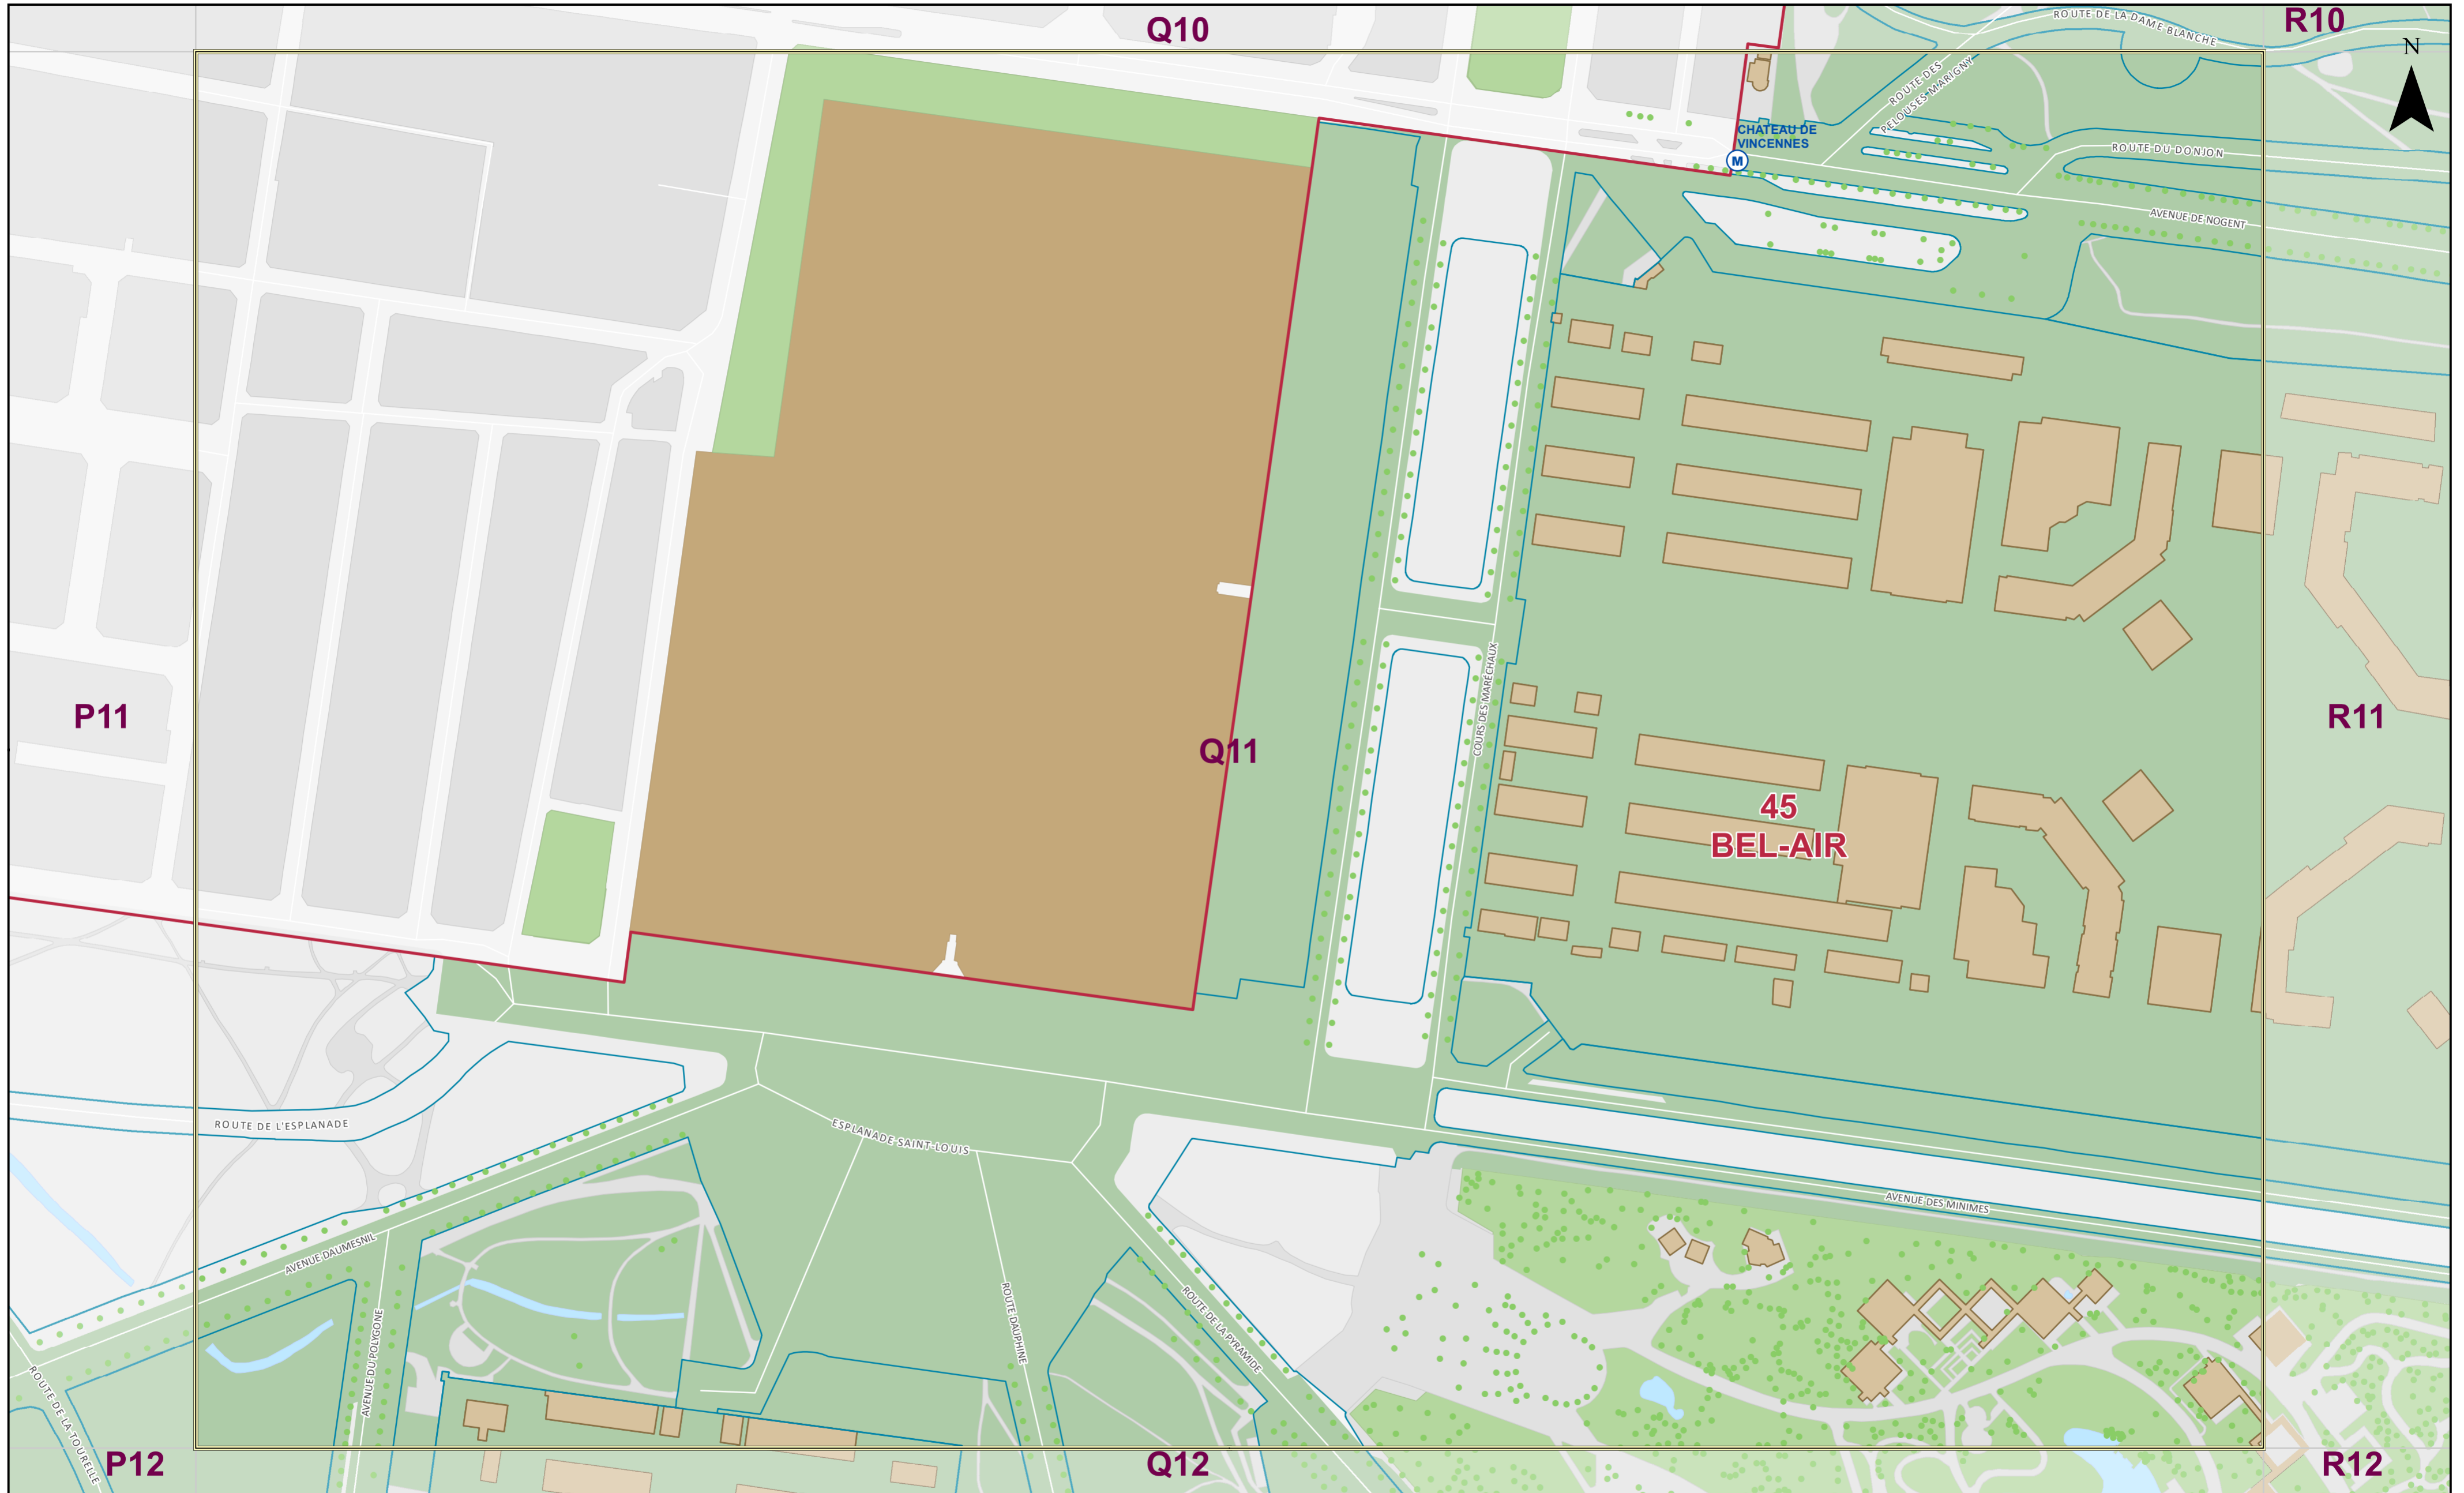 Q10
R10
ROUTE DE LA DAME BLANCHE
N
ROUTE DES
PELOUSES MARIGNY
CHATEAU DE
VINCENNES
M
ROUTE DU DONJON
AVENUE DE NOGENT
COURS DES MARÉCHAUX
P11
Q11
R11
45
BEL-AIR
ROUTE DE L'ESPLANADE
ESPLANADE SAINT-LOUIS
AVENUE DES MINIMES
AVENUE DAUMESNIL
AVENUE DU POLYGONE
ROUTE DAUPHINE
ROUTE DE LA PYRAMIDE
ROUTE DE LA TOURELLE
P12
Q12
R12